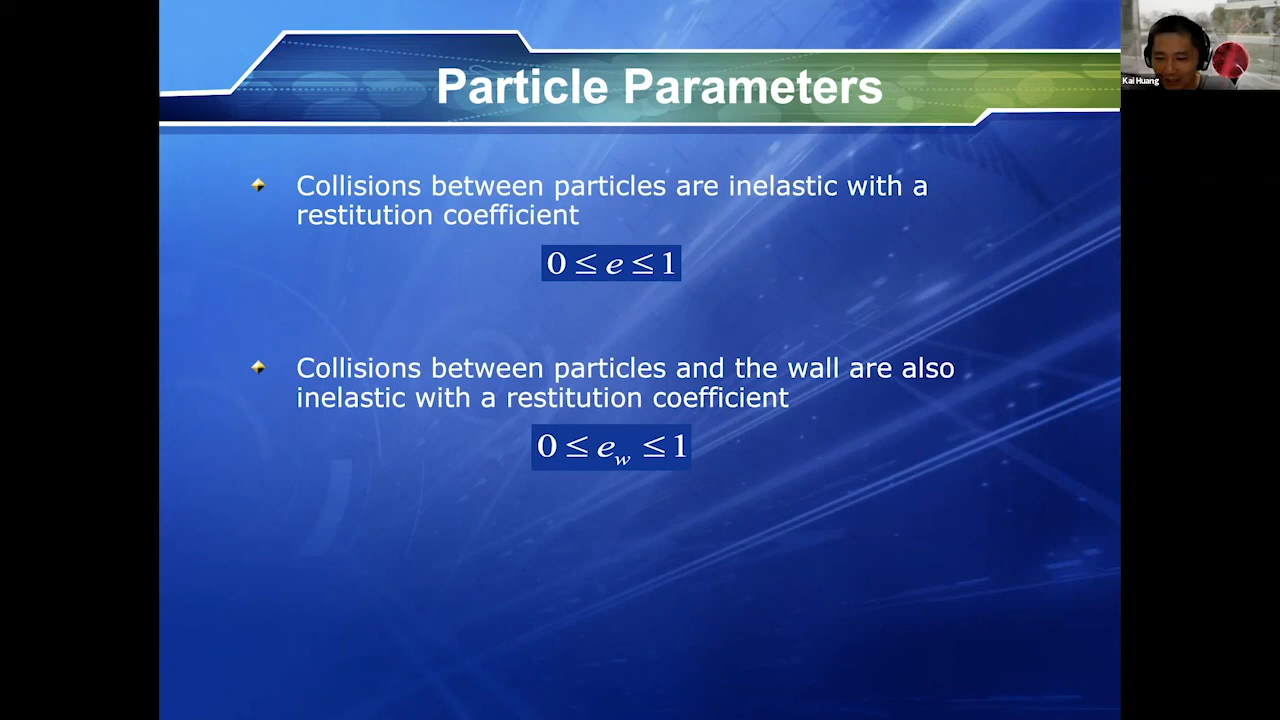 Particle Parameters
Kai Huang
Collisions between particles are inelastic with a
restitution coefficient
0 ≤ e ≤ 1
Collisions between particles and the wall are also
inelastic with a restitution coefficient
0 ≤ e_w ≤ 1